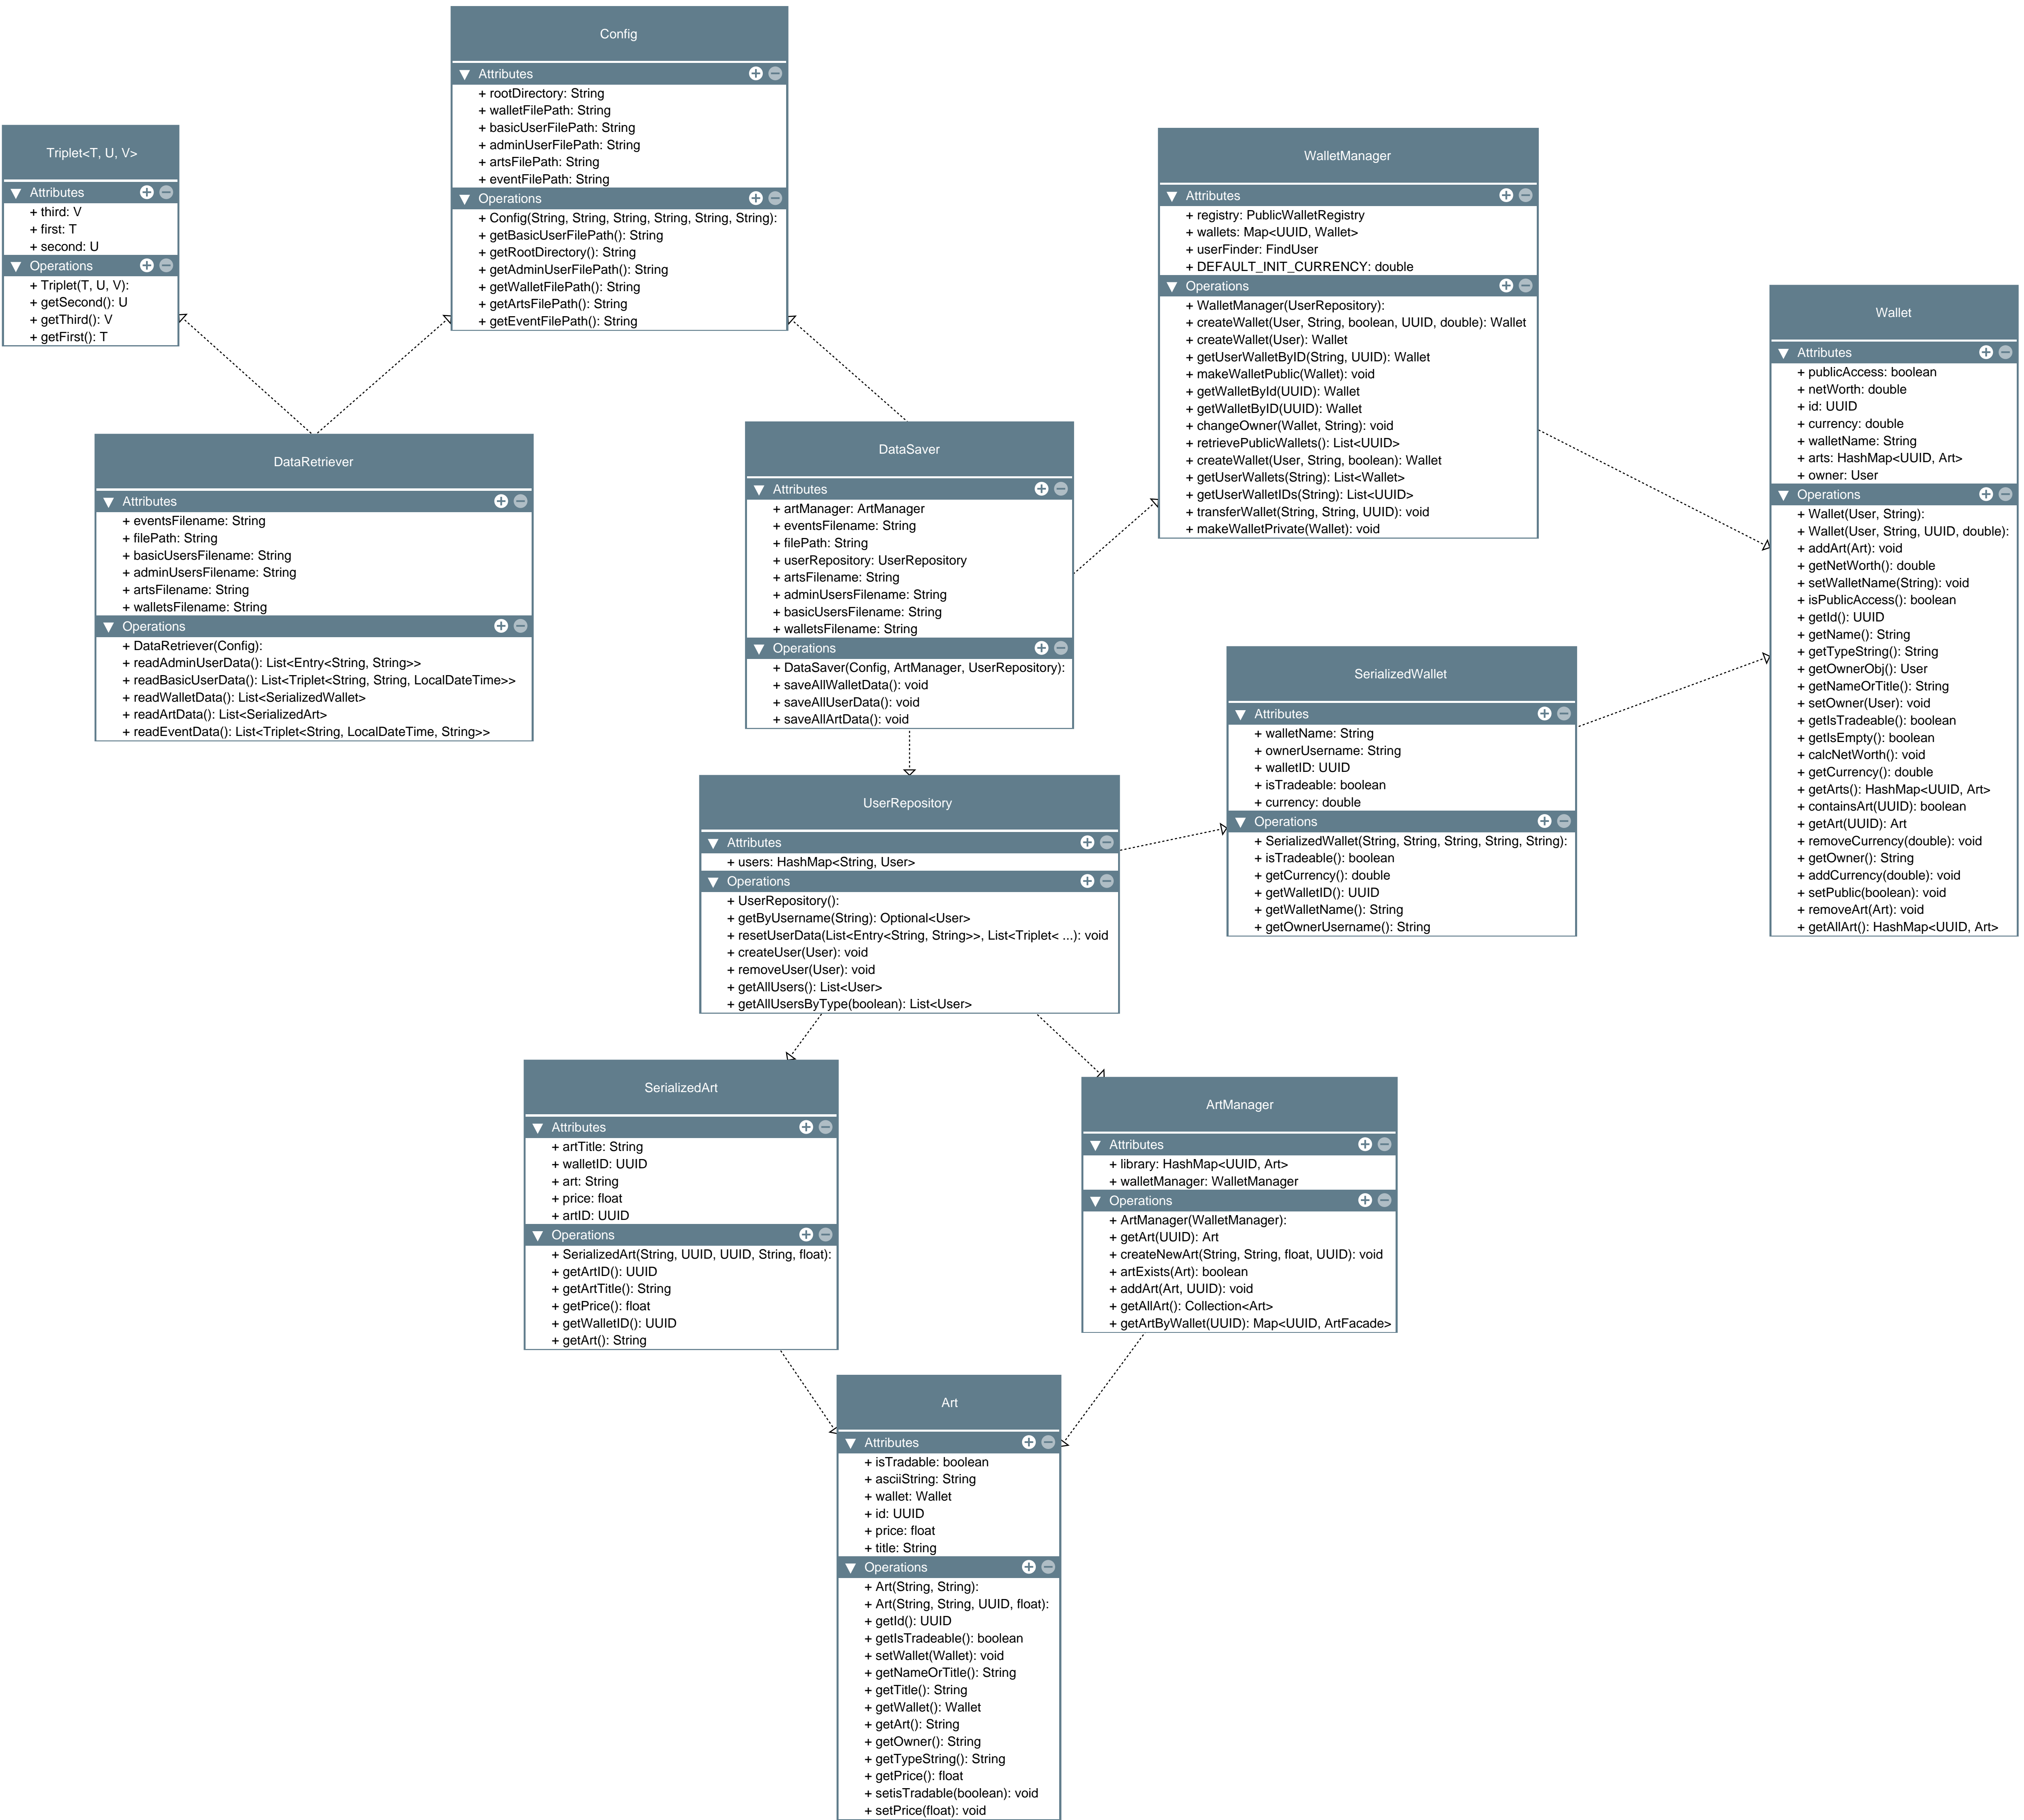 Config
Attributes
+ rootDirectory: String
+ walletFilePath: String
+ basicUserFilePath: String
+ adminUserFilePath: String
+ artsFilePath: String
+ eventFilePath: String
Operations
+ Config(String, String, String, String, String, String):
+ getBasicUserFilePath(): String
+ getRootDirectory(): String
+ getAdminUserFilePath(): String
+ getWalletFilePath(): String
+ getArtsFilePath(): String
+ getEventFilePath(): String
Triplet<T, U, V>
Attributes
+ third: V
+ first: T
+ second: U
Operations
+ Triplet(T, U, V):
+ getSecond(): U
+ getThird(): V
+ getFirst(): T
WalletManager
Attributes
+ registry: PublicWalletRegistry
+ wallets: Map<UUID, Wallet>
+ userFinder: FindUser
+ DEFAULT_INIT_CURRENCY: double
Operations
+ WalletManager(UserRepository):
+ createWallet(User, String, boolean, UUID, double): Wallet
+ createWallet(User): Wallet
+ getUserWalletByID(String, UUID): Wallet
+ makeWalletPublic(Wallet): void
+ getWalletById(UUID): Wallet
+ getWalletByID(UUID): Wallet
+ changeOwner(Wallet, String): void
+ retrievePublicWallets(): List<UUID>
+ createWallet(User, String, boolean): Wallet
+ getUserWallets(String): List<Wallet>
+ getUserWalletIDs(String): List<UUID>
+ transferWallet(String, String, UUID): void
+ makeWalletPrivate(Wallet): void
Wallet
Attributes
+ publicAccess: boolean
+ netWorth: double
+ id: UUID
+ currency: double
+ walletName: String
+ arts: HashMap<UUID, Art>
+ owner: User
Operations
+ Wallet(User, String):
+ Wallet(User, String, UUID, double):
+ addArt(Art): void
+ getNetWorth(): double
+ setWalletName(String): void
+ isPublicAccess(): boolean
+ getId(): UUID
+ getName(): String
+ getTypeString(): String
+ getOwnerObj(): User
+ getNameOrTitle(): String
+ setOwner(User): void
+ getIsTradeable(): boolean
+ getIsEmpty(): boolean
+ calcNetWorth(): void
+ getCurrency(): double
+ getArts(): HashMap<UUID, Art>
+ containsArt(UUID): boolean
+ getArt(UUID): Art
+ removeCurrency(double): void
+ getOwner(): String
+ addCurrency(double): void
+ setPublic(boolean): void
+ removeArt(Art): void
+ getAllArt(): HashMap<UUID, Art>
DataRetriever
Attributes
+ eventsFilename: String
+ filePath: String
+ basicUsersFilename: String
+ adminUsersFilename: String
+ artsFilename: String
+ walletsFilename: String
Operations
+ DataRetriever(Config):
+ readAdminUserData(): List<Entry<String, String>>
+ readBasicUserData(): List<Triplet<String, String, LocalDateTime>>
+ readWalletData(): List<SerializedWallet>
+ readArtData(): List<SerializedArt>
+ readEventData(): List<Triplet<String, LocalDateTime, String>>
DataSaver
Attributes
+ artManager: ArtManager
+ eventsFilename: String
+ filePath: String
+ userRepository: UserRepository
+ artsFilename: String
+ adminUsersFilename: String
+ basicUsersFilename: String
+ walletsFilename: String
Operations
+ DataSaver(Config, ArtManager, UserRepository):
+ saveAllWalletData(): void
+ saveAllUserData(): void
+ saveAllArtData(): void
SerializedWallet
Attributes
+ walletName: String
+ ownerUsername: String
+ walletID: UUID
+ isTradeable: boolean
+ currency: double
Operations
+ SerializedWallet(String, String, String, String, String):
+ isTradeable(): boolean
+ getCurrency(): double
+ getWalletID(): UUID
+ getWalletName(): String
+ getOwnerUsername(): String
UserRepository
Attributes
+ users: HashMap<String, User>
Operations
+ UserRepository():
+ getByUsername(String): Optional<User>
+ resetUserData(List<Entry<String, String>>, List<Triplet< ...): void
+ createUser(User): void
+ removeUser(User): void
+ getAllUsers(): List<User>
+ getAllUsersByType(boolean): List<User>
SerializedArt
Attributes
+ artTitle: String
+ walletID: UUID
+ art: String
+ price: float
+ artID: UUID
Operations
+ SerializedArt(String, UUID, UUID, String, float):
+ getArtID(): UUID
+ getArtTitle(): String
+ getPrice(): float
+ getWalletID(): UUID
+ getArt(): String
ArtManager
Attributes
+ library: HashMap<UUID, Art>
+ walletManager: WalletManager
Operations
+ ArtManager(WalletManager):
+ getArt(UUID): Art
+ createNewArt(String, String, float, UUID): void
+ artExists(Art): boolean
+ addArt(Art, UUID): void
+ getAllArt(): Collection<Art>
+ getArtByWallet(UUID): Map<UUID, ArtFacade>
Art
Attributes
+ isTradable: boolean
+ asciiString: String
+ wallet: Wallet
+ id: UUID
+ price: float
+ title: String
Operations
+ Art(String, String):
+ Art(String, String, UUID, float):
+ getId(): UUID
+ getIsTradeable(): boolean
+ setWallet(Wallet): void
+ getNameOrTitle(): String
+ getTitle(): String
+ getWallet(): Wallet
+ getArt(): String
+ getOwner(): String
+ getTypeString(): String
+ getPrice(): float
+ setisTradable(boolean): void
+ setPrice(float): void